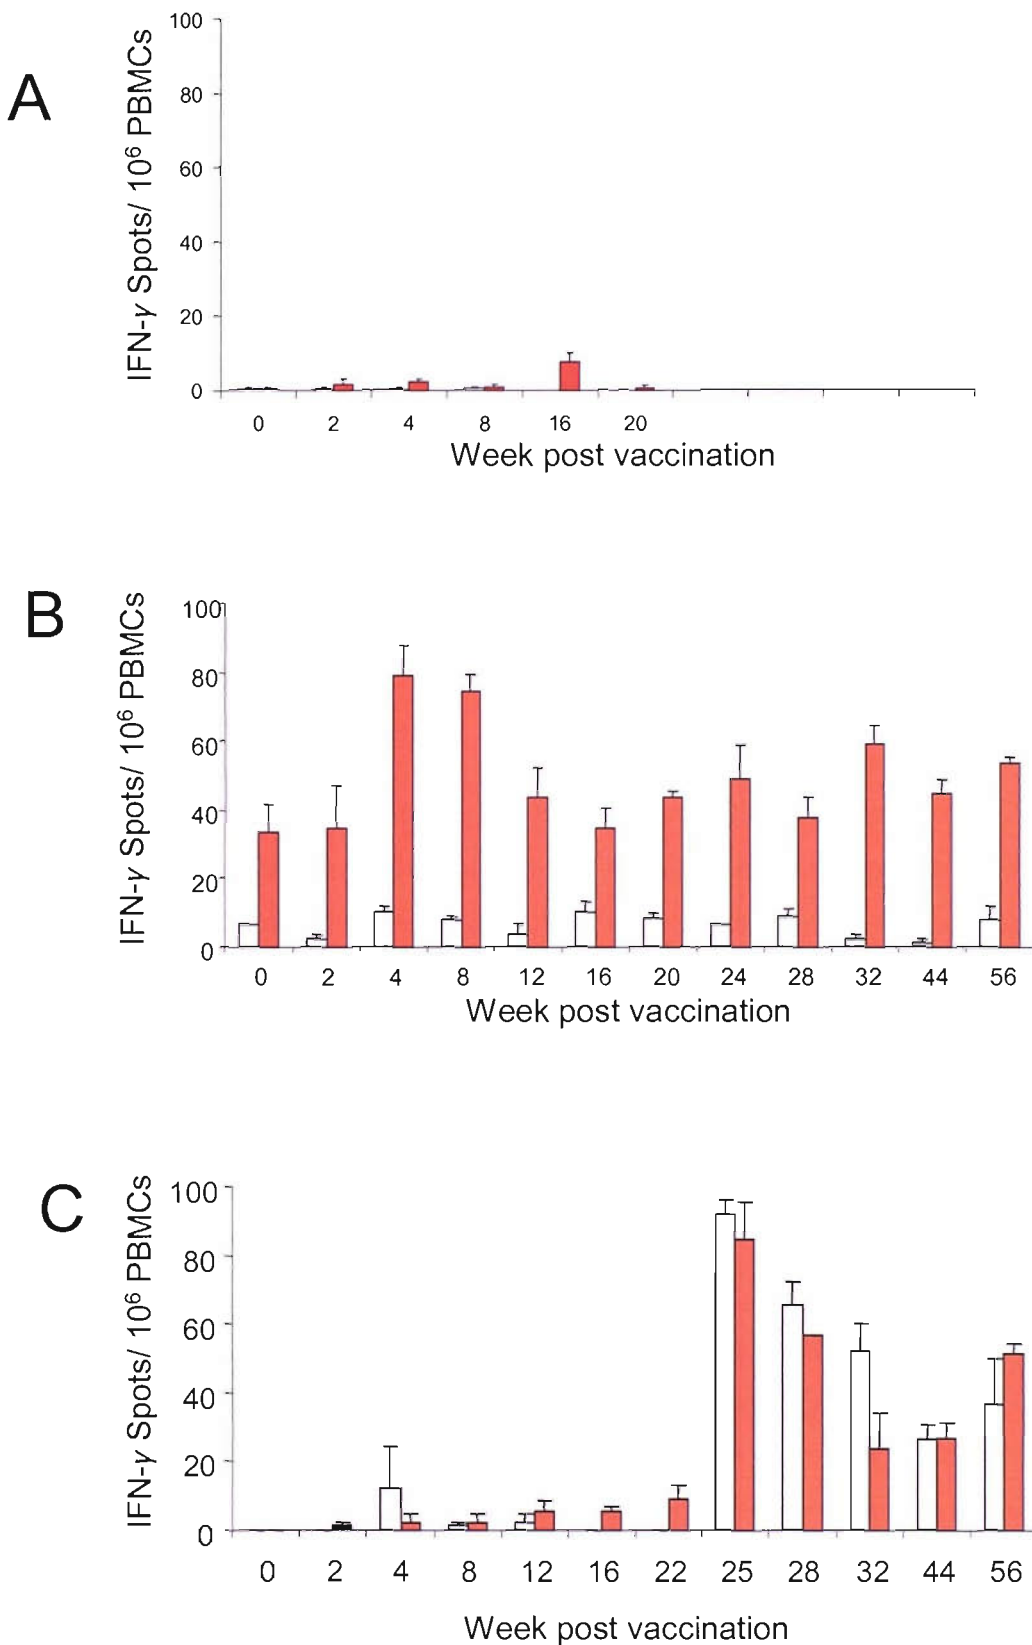 A
IFN-γ Spots/ 10⁶ PBMCs
100
80
60
40
20
0
0 2 4 8 16 20
Week post vaccination
B
IFN-γ Spots/ 10⁶ PBMCs
100
80
60
40
20
0
0 2 4 8 12 16 20 24 28 32 44 56
Week post vaccination
C
IFN-γ Spots/ 10⁶ PBMCs
100
80
60
40
20
0
0 2 4 8 12 16 22 25 28 32 44 56
Week post vaccination